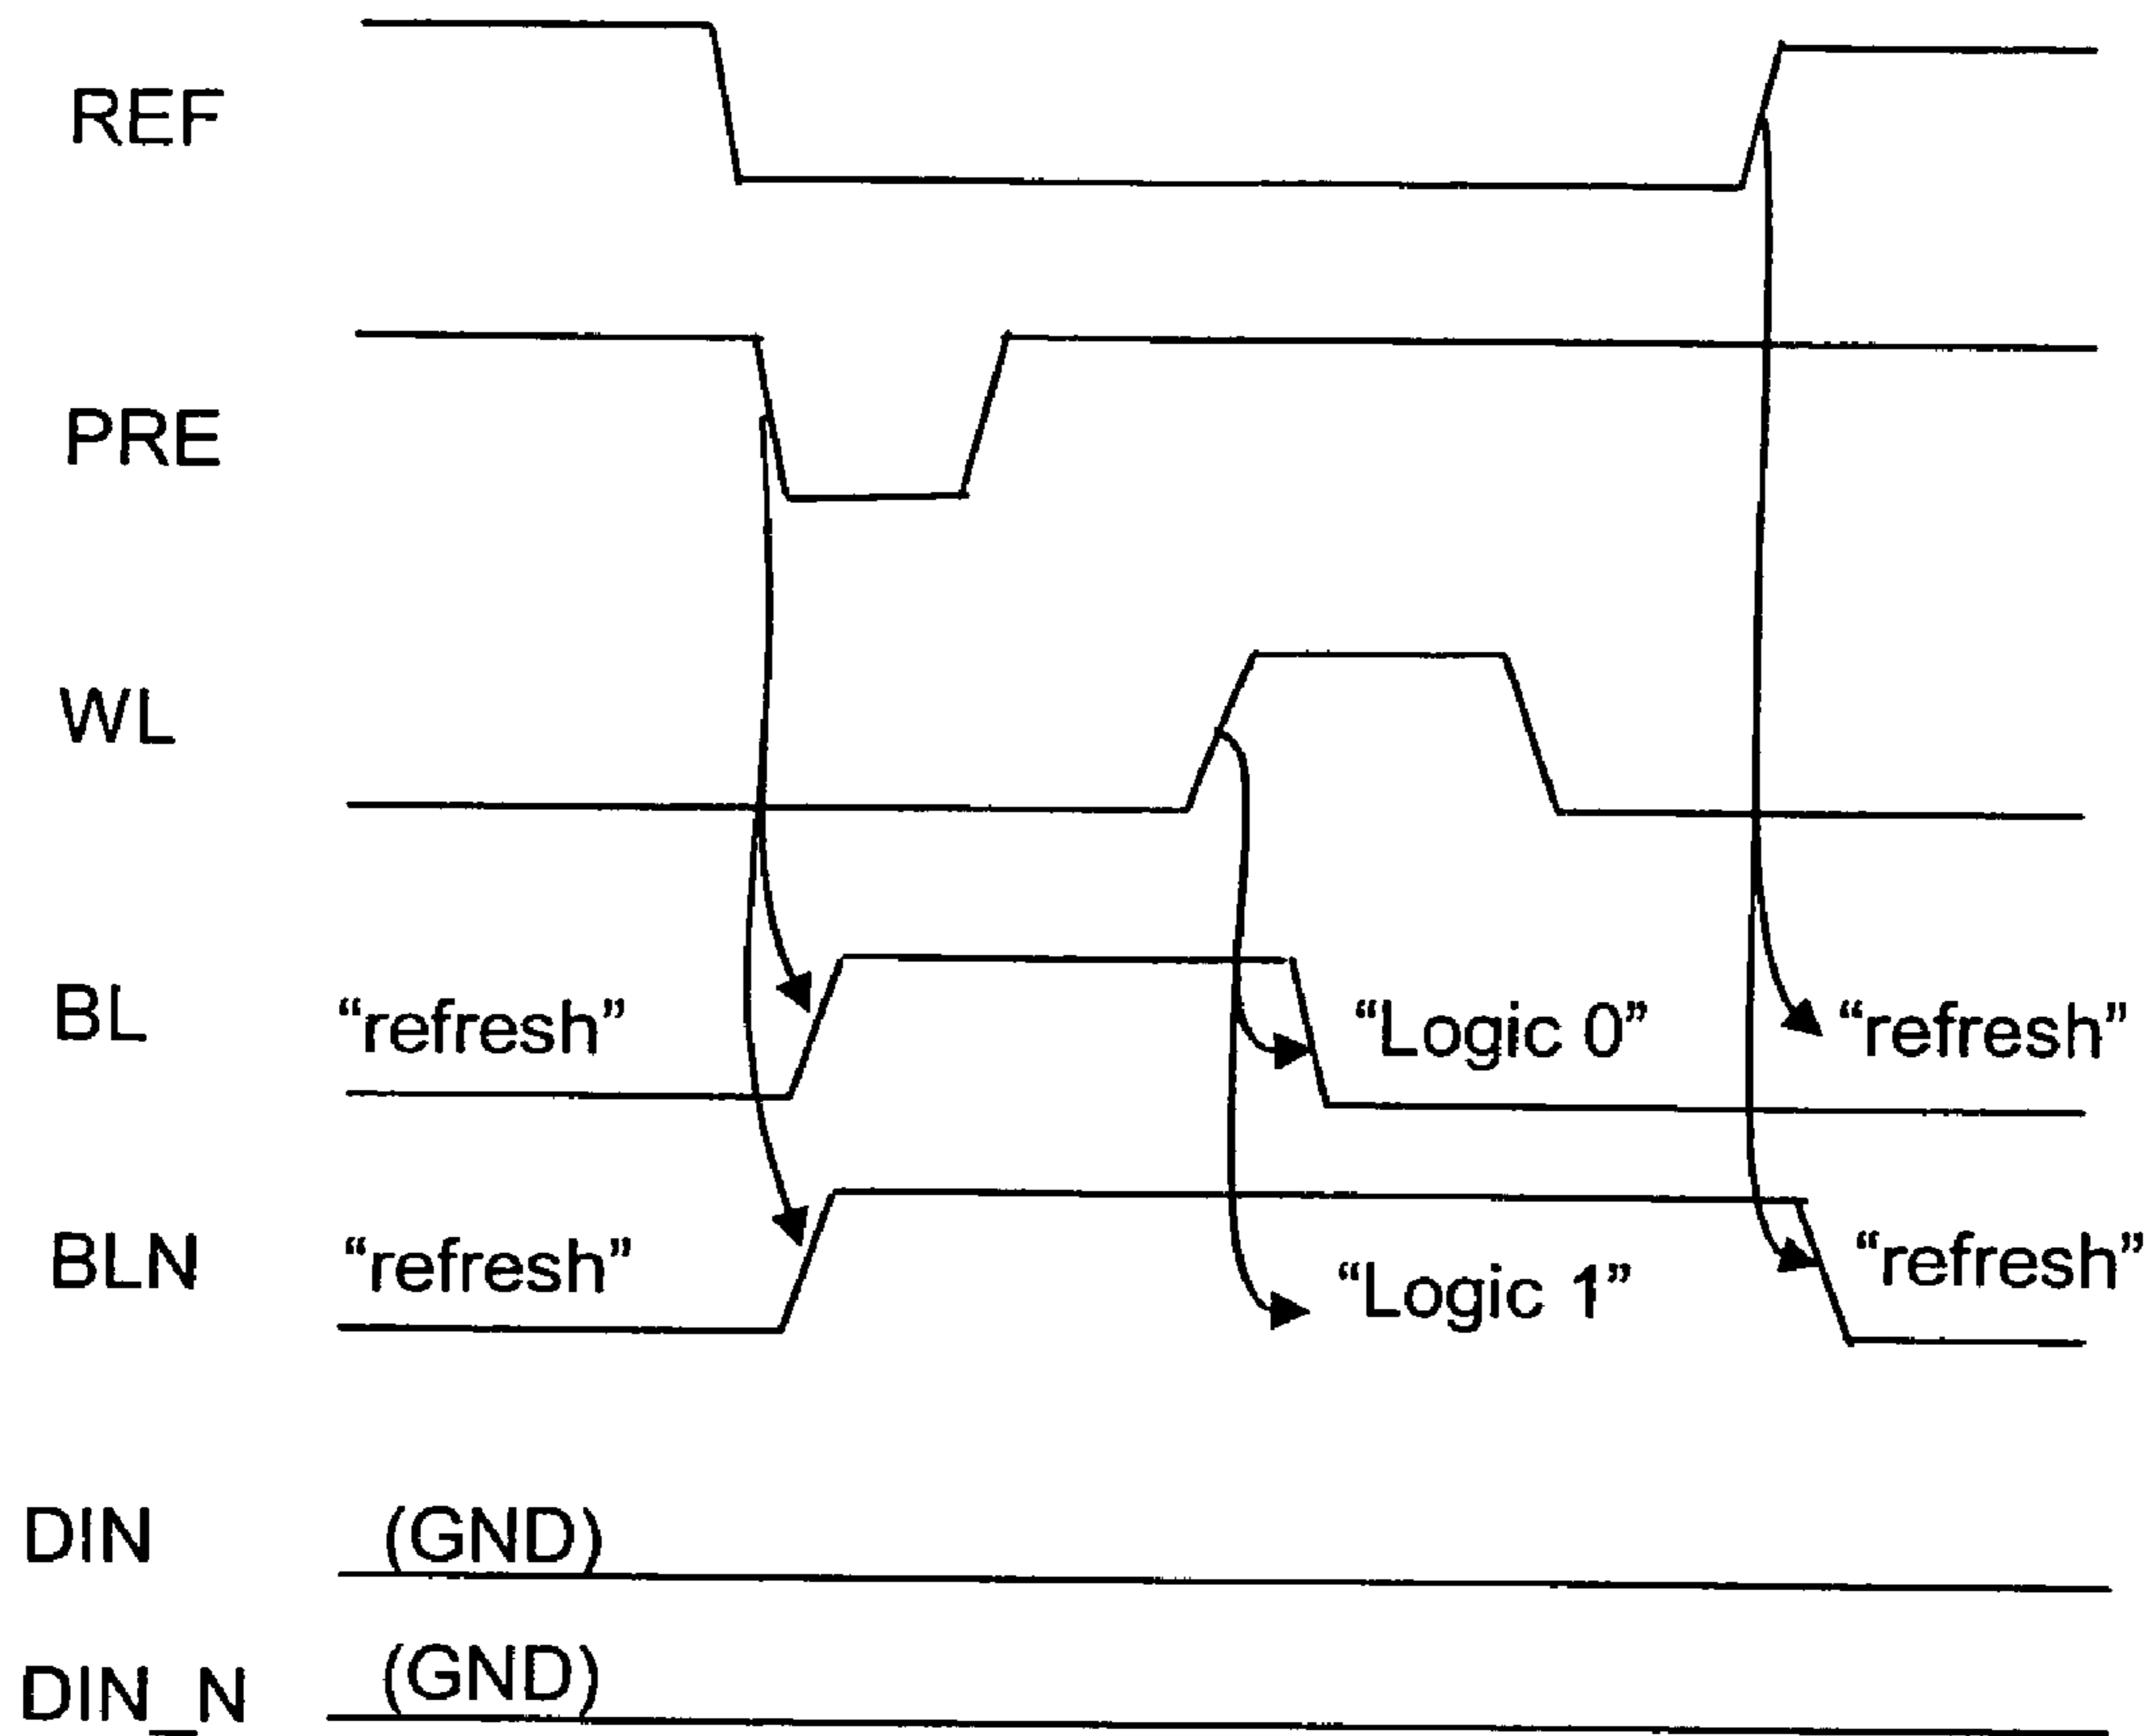 REF
PRE
WL
BL “refresh” “Logic 0” “refresh”
BLN “refresh” “Logic 1” “refresh”
DIN (GND)
DIN_N (GND)